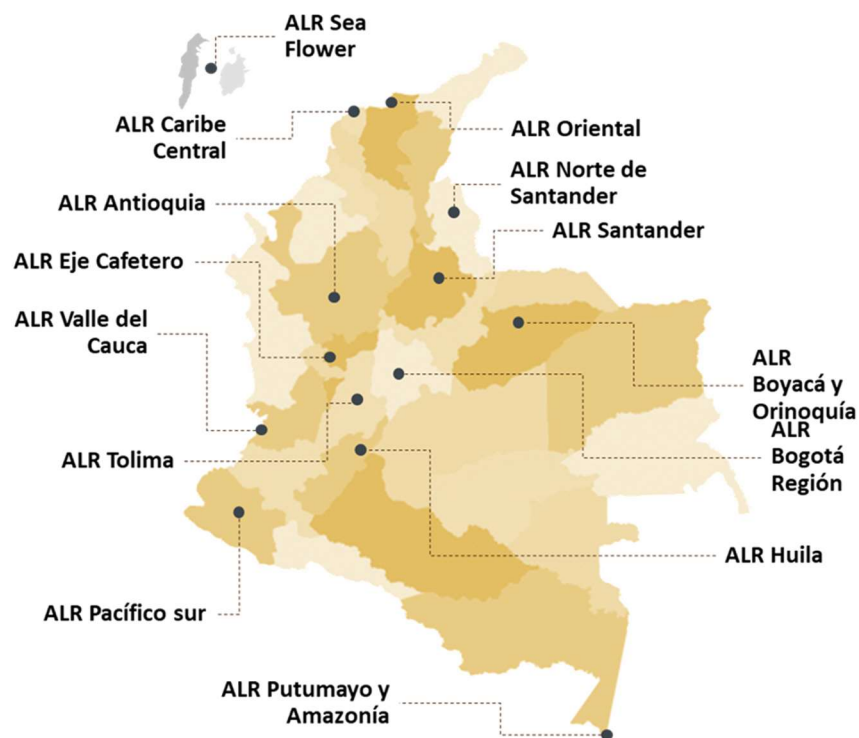 ALR Sea
Flower
ALR Caribe
Central
ALR Oriental
ALR Norte de
Santander
ALR Antioquia
ALR Santander
ALR Eje Cafetero
ALR Valle del
Cauca
ALR
Boyacá y
Orinoquía
ALR
Bogotá
Región
ALR Tolima
ALR Huila
ALR Pacífico sur
ALR Putumayo y
Amazonía